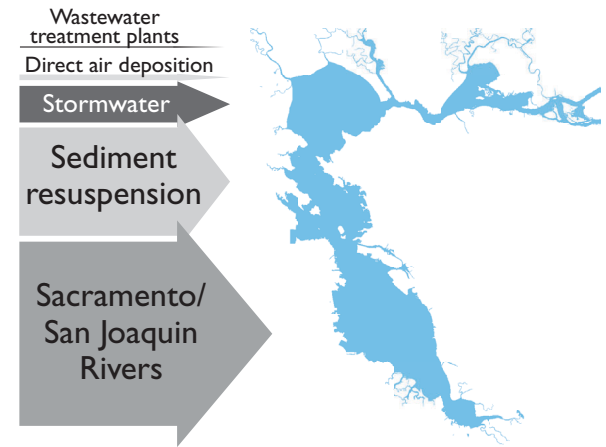 Wastewater
treatment plants
Direct air deposition
Stormwater
Sediment
resuspension
Sacramento/
San Joaquin
Rivers